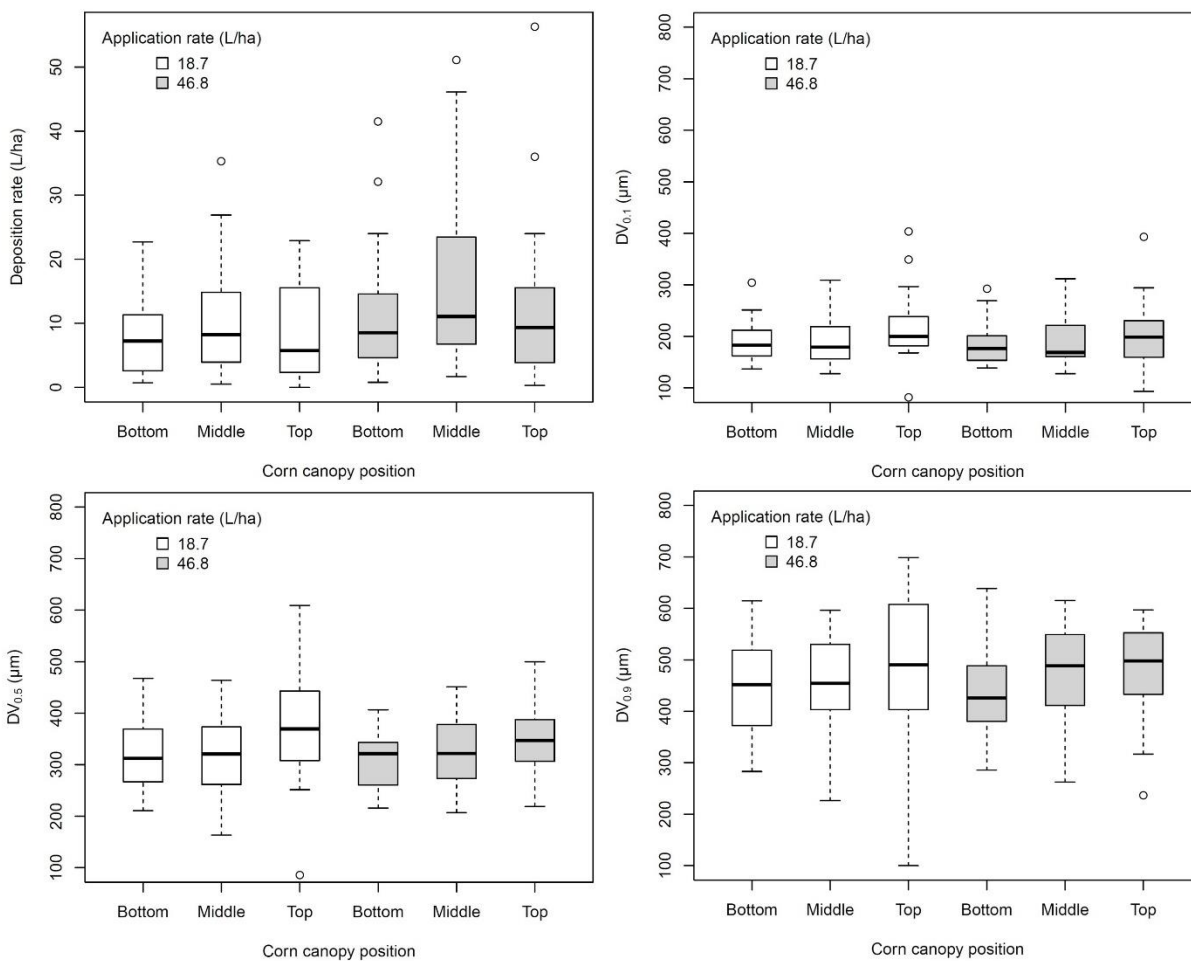 Application rate (L/ha)
18.7
46.8
Deposition rate (L/ha)
50
40
30
20
10
0
Bottom Middle Top Bottom Middle Top
Corn canopy position
Application rate (L/ha)
18.7
46.8
DV0.1 (µm)
800
700
600
500
400
300
200
100
Bottom Middle Top Bottom Middle Top
Corn canopy position
Application rate (L/ha)
18.7
46.8
DV0.5 (µm)
800
700
600
500
400
300
200
100
Bottom Middle Top Bottom Middle Top
Corn canopy position
Application rate (L/ha)
18.7
46.8
DV0.9 (µm)
800
700
600
500
400
300
200
100
Bottom Middle Top Bottom Middle Top
Corn canopy position